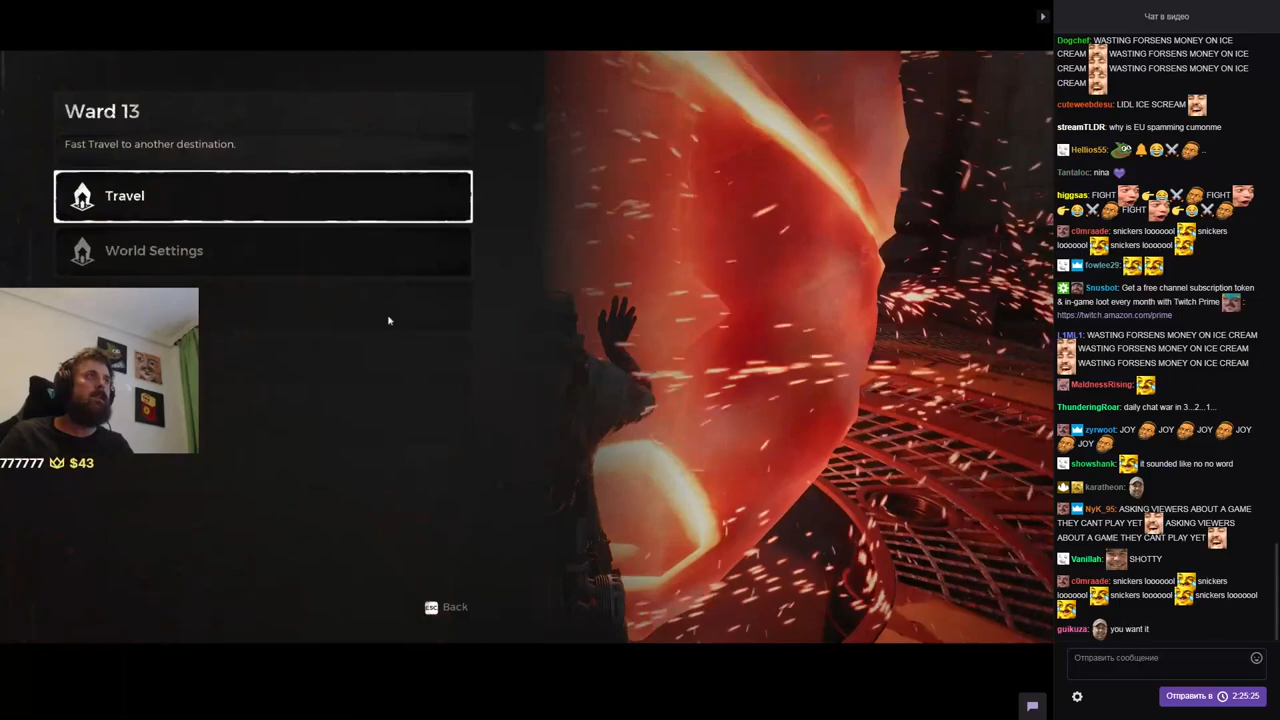 Ward 13
Fast Travel to another destination.
Travel
World Settings
777777 $43
ESC Back
Чат в видео
Dogchef: WASTING FORSENS MONEY ON ICE
CREAM WASTING FORSENS MONEY ON ICE
CREAM WASTING FORSENS MONEY ON ICE
CREAM
cuteweebdesu: LIDL ICE SCREAM
streamTLDR: why is EU spamming cumonme
Hellios55: ..
Tantaloc: nina
higgsas: FIGHT FIGHT
FIGHT
c0mraade: snickers looooool snickers
looooool snickers looooool
fowlee29:
Snusbot: Get a free channel subscription token
& in-game loot every month with Twitch Prime :
https://twitch.amazon.com/prime
L1ML1: WASTING FORSENS MONEY ON ICE CREAM
WASTING FORSENS MONEY ON ICE CREAM
WASTING FORSENS MONEY ON ICE CREAM
MaldnessRising:
ThunderingRoar: daily chat war in 3...2...1...
zyrwoot: JOY JOY JOY JOY
JOY
showshank: it sounded like no no word
karatheon:
NyK_95: ASKING VIEWERS ABOUT A GAME
THEY CANT PLAY YET ASKING VIEWERS
ABOUT A GAME THEY CANT PLAY YET
Vanillah: SHOTTY
c0mraade: snickers looooool snickers
looooool snickers looooool snickers looooool
guikuza: you want it
Отправить сообщение
Отправить в 2:25:25